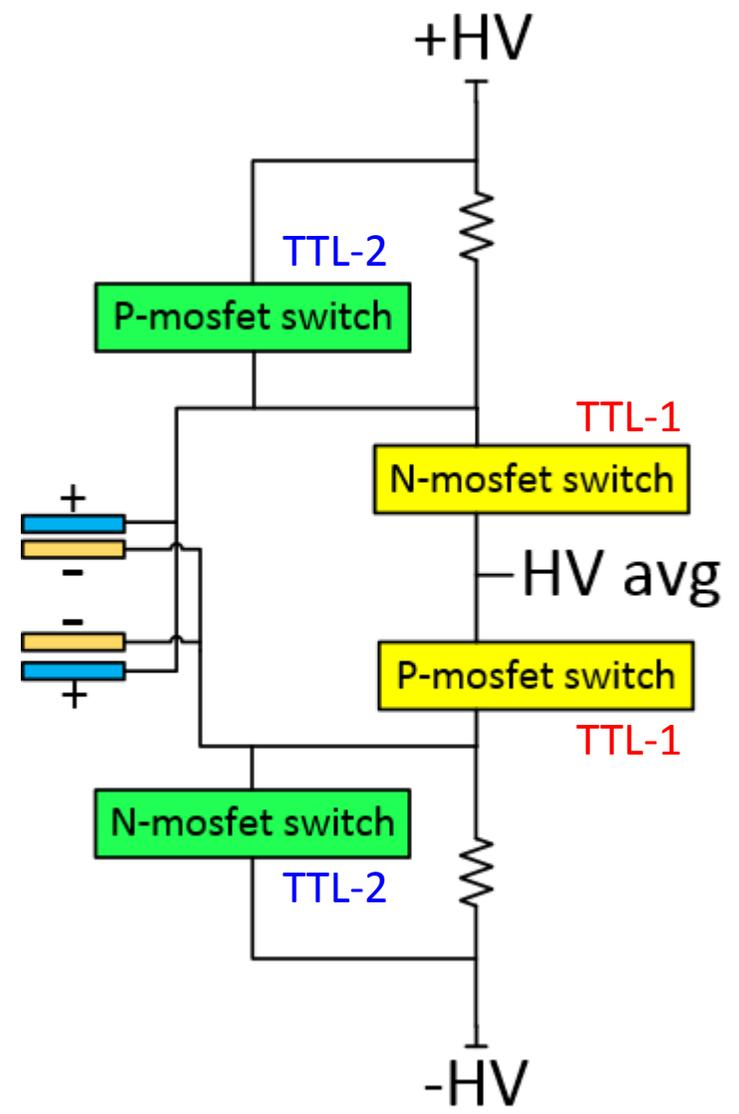 +HV
TTL-2
P-mosfet switch
TTL-1
N-mosfet switch
+
-
HV avg
-
+
P-mosfet switch
TTL-1
N-mosfet switch
TTL-2
-HV